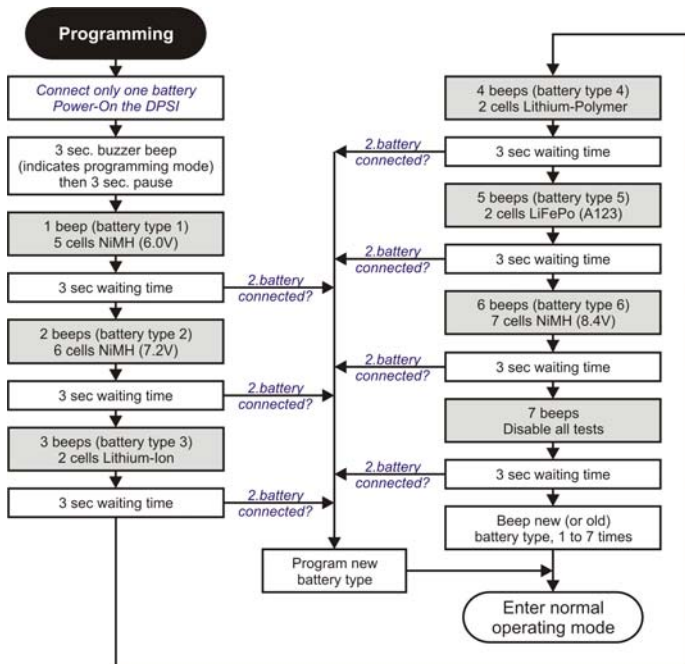 Programming
Connect only one battery
Power-On the DPSI
3 sec. buzzer beep
(indicates programming mode)
then 3 sec. pause
1 beep (battery type 1)
5 cells NiMH (6.0V)
3 sec waiting time
2.battery
connected?
2 beeps (battery type 2)
6 cells NiMH (7.2V)
3 sec waiting time
2.battery
connected?
3 beeps (battery type 3)
2 cells Lithium-Ion
3 sec waiting time
2.battery
connected?
4 beeps (battery type 4)
2 cells Lithium-Polymer
2.battery
connected?
3 sec waiting time
5 beeps (battery type 5)
2 cells LiFePo (A123)
2.battery
connected?
3 sec waiting time
6 beeps (battery type 6)
7 cells NiMH (8.4V)
2.battery
connected?
3 sec waiting time
7 beeps
Disable all tests
2.battery
connected?
3 sec waiting time
Beep new (or old)
battery type, 1 to 7 times
Program new
battery type
Enter normal
operating mode